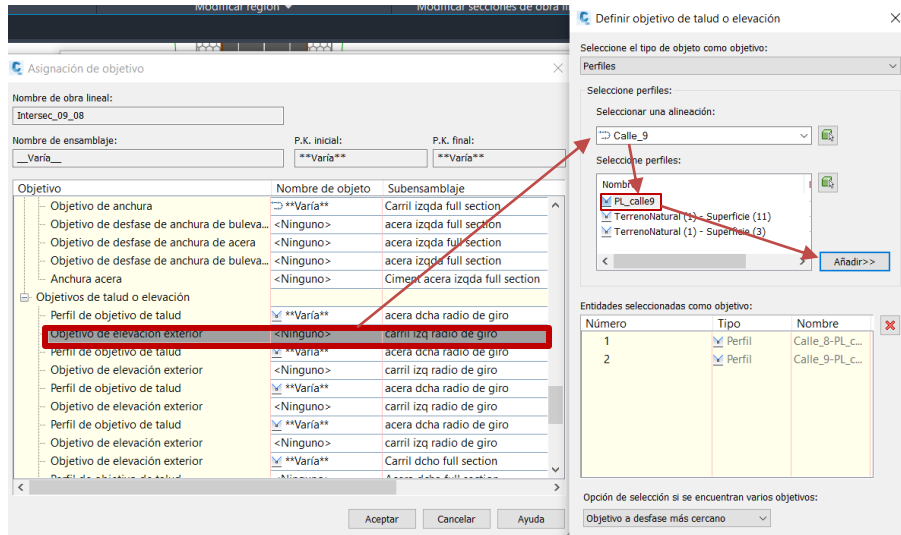 Modificar región
Modificar secciones de obra li
Asignación de objetivo
Nombre de obra lineal:
Intersec_09_08
Nombre de ensamblaje:
P.K. inicial:
P.K. final:
__Varía__
**Varía**
**Varía**
Objetivo
Nombre de objeto
Subensamblaje
Objetivo de anchura
**Varía**
Carril izqda full section
Objetivo de desfase de anchura de buleva...
<Ninguno>
acera izqda full section
Objetivo de desfase de anchura de acera
<Ninguno>
acera izqda full section
Objetivo de desfase de anchura de buleva...
<Ninguno>
acera izqda full section
Anchura acera
<Ninguno>
Ciment acera izqda full section
Objetivos de talud o elevación
Perfil de objetivo de talud
**Varía**
acera dcha radio de giro
Objetivo de elevación exterior
<Ninguno>
carril izq radio de giro
Perfil de objetivo de talud
**Varía**
acera dcha radio de giro
Objetivo de elevación exterior
<Ninguno>
carril izq radio de giro
Perfil de objetivo de talud
**Varía**
acera dcha radio de giro
Objetivo de elevación exterior
<Ninguno>
carril izq radio de giro
Perfil de objetivo de talud
**Varía**
acera dcha radio de giro
Objetivo de elevación exterior
<Ninguno>
carril izq radio de giro
Objetivo de elevación exterior
**Varía**
Carril dcho full section
Perfil de objetivo de talud
<Ninguno>
Acera dcha full section
Aceptar
Cancelar
Ayuda
Definir objetivo de talud o elevación
Seleccione el tipo de objeto como objetivo:
Perfiles
Seleccione perfiles:
Seleccionar una alineación:
Calle_9
Seleccione perfiles:
Nombre
PL_calle9
TerrenoNatural (1) - Superficie (11)
TerrenoNatural (1) - Superficie (3)
Añadir>>
Entidades seleccionadas como objetivo:
Número
Tipo
Nombre
1
Perfil
Calle_8-PL_c...
2
Perfil
Calle_9-PL_c...
Opción de selección si se encuentran varios objetivos:
Objetivo a desfase más cercano